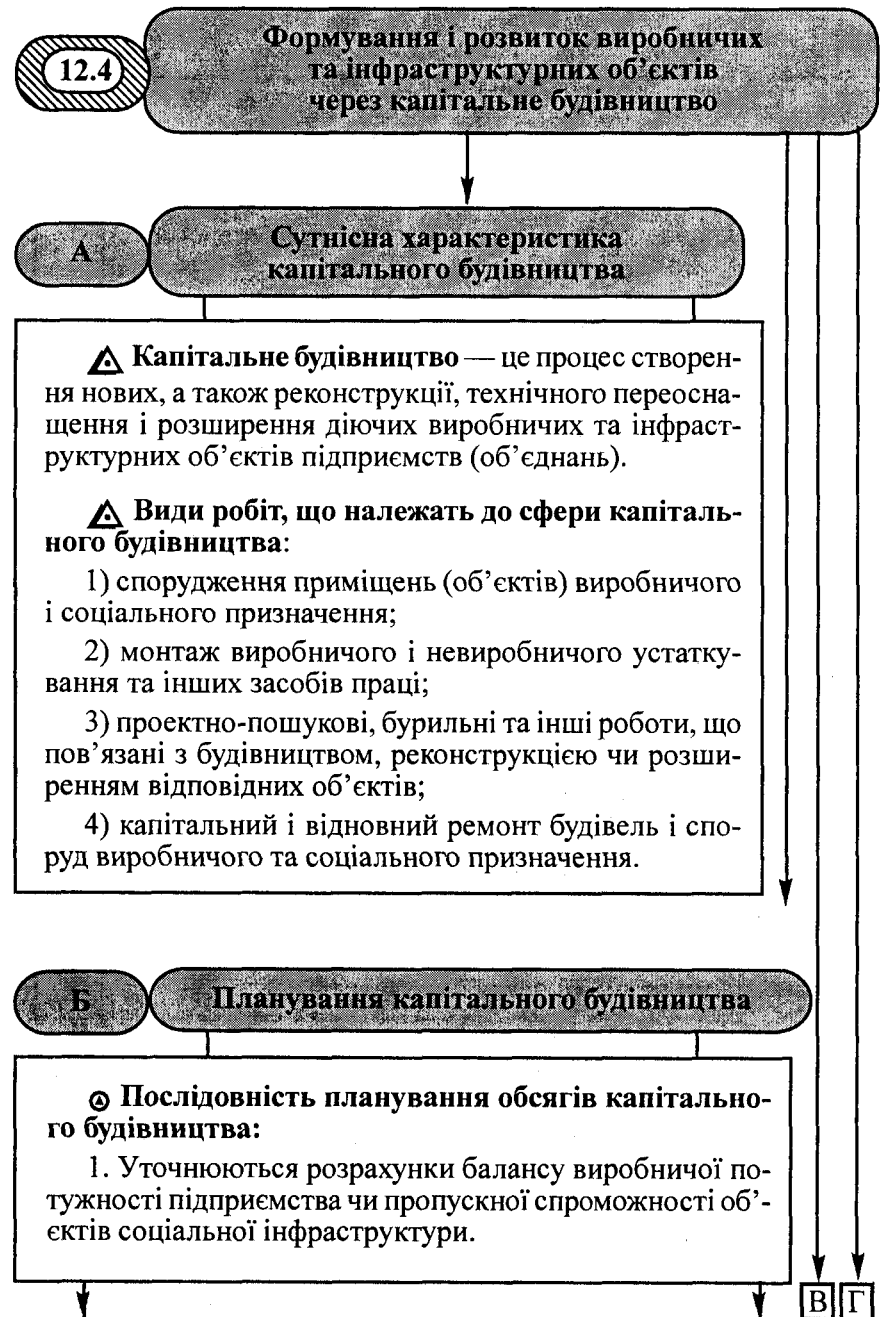 12.4
Формування і розвиток виробничих
та інфраструктурних об’єктів
через капітальне будівництво
А
Сутнісна характеристика
капітального будівництва
Капітальне будівництво — це процес створен-
ня нових, а також реконструкції, технічного переосна-
щення і розширення діючих виробничих та інфраст-
руктурних об’єктів підприємств (об’єднань).
Види робіт, що належать до сфери капіталь-
ного будівництва:
1) спорудження приміщень (об’єктів) виробничого
і соціального призначення;
2) монтаж виробничого і невиробничого устатку-
вання та інших засобів праці;
3) проектно-пошукові, бурильні та інші роботи, що
пов’язані з будівництвом, реконструкцією чи розши-
ренням відповідних об’єктів;
4) капітальний і відновний ремонт будівель і спо-
руд виробничого та соціального призначення.
Б
Планування капітального будівництва
Послідовність планування обсягів капітально-
го будівництва:
1. Уточнюються розрахунки балансу виробничої по-
тужності підприємства чи пропускної спроможності об’-
єктів соціальної інфраструктури.
В Г